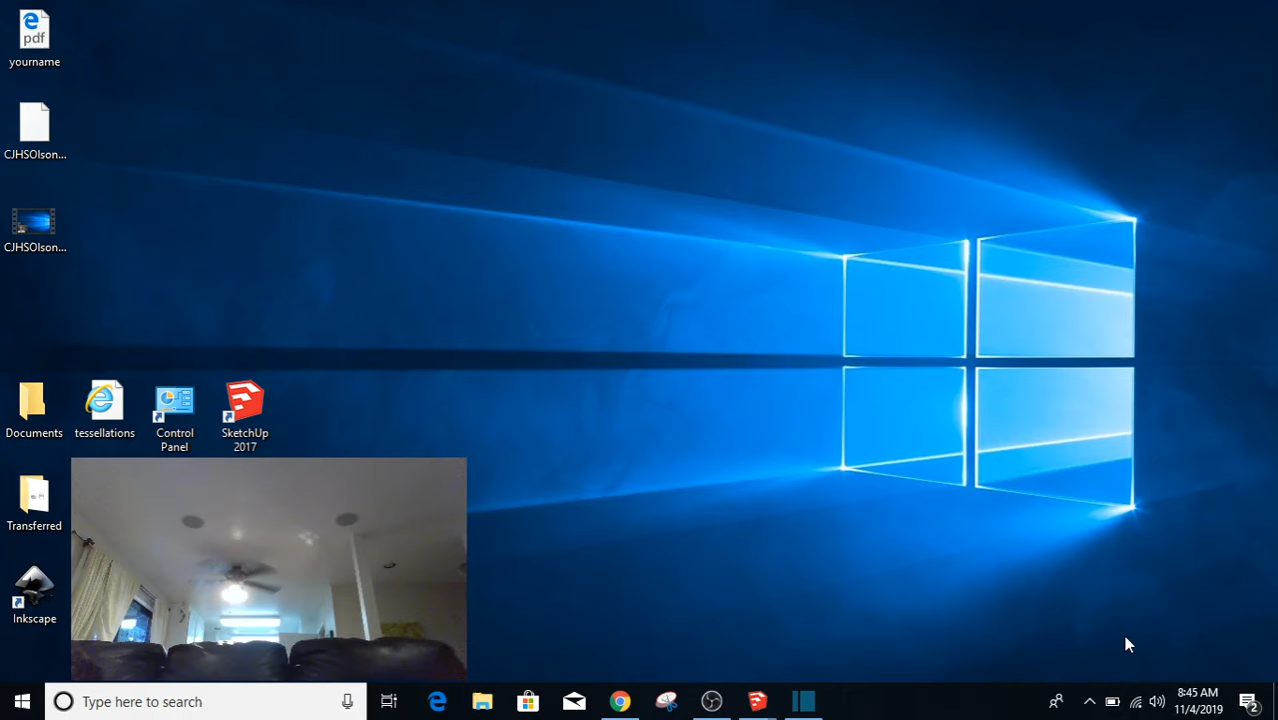 pdf
yourname
CJHSOlson...
CJHSOlson...
Documents
tessellations
Control
Panel
SketchUp
2017
Transferred
Inkscape
Type here to search
8:45 AM
11/4/2019
2